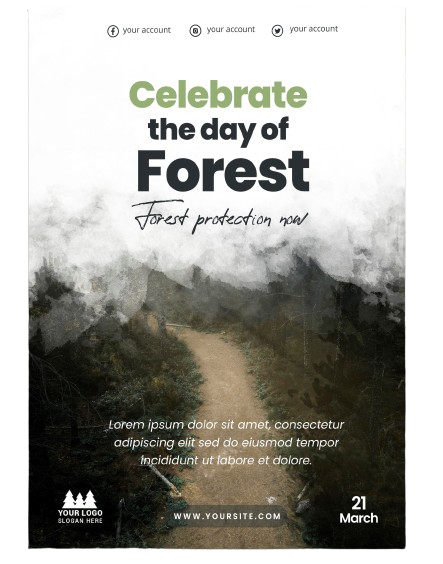 your account your account your account
Celebrate
the day of
Forest
Forest protection now
Lorem ipsum dolor sit amet, consectetur
adipiscing elit sed do eiusmod tempor
incididunt ut labore et dolore.
YOUR LOGO
SLOGAN HERE
WWW.YOURSITE.COM
21
March